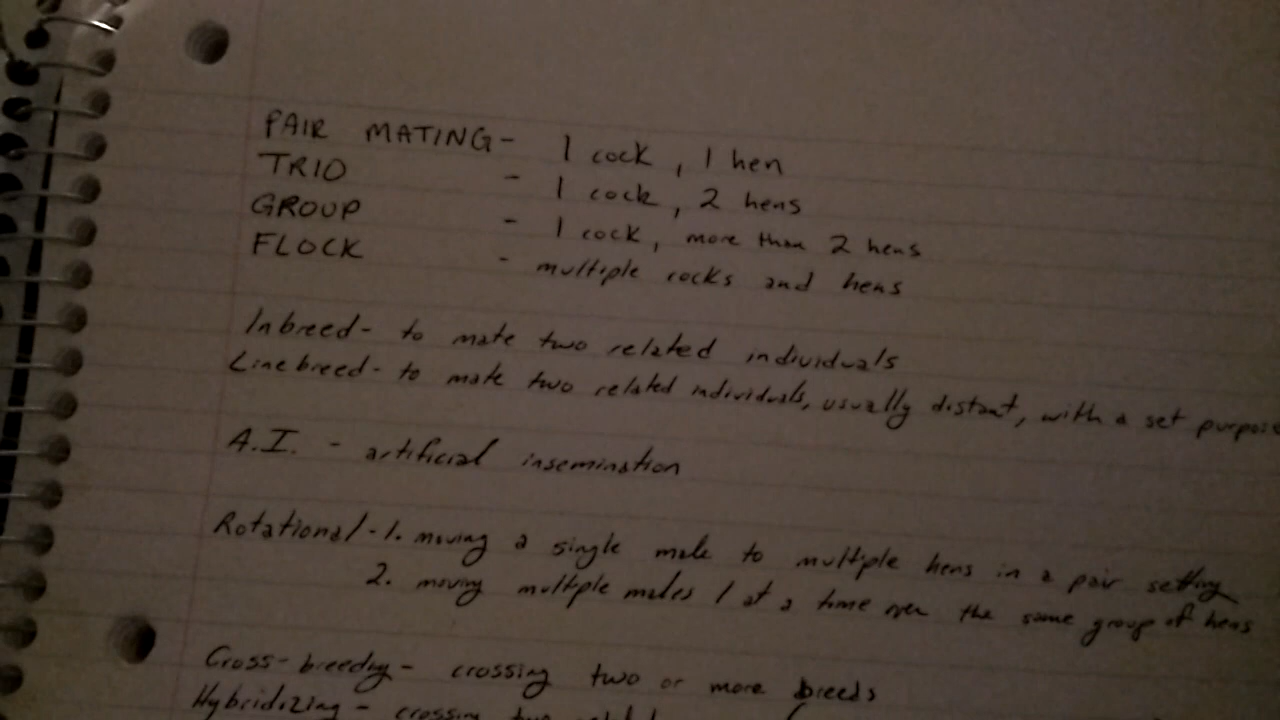 PAIR MATING - 1 cock, 1 hen
TRIO - 1 cock, 2 hens
GROUP - 1 cock, more than 2 hens
FLOCK - multiple cocks and hens
Inbreed - to mate two related individuals
Linebreed - to mate two related individuals, usually distant, with a set purpose
A.I. - artificial insemination
Rotational - 1. moving a single male to multiple hens in a pair setting
2. moving multiple males 1 at a time over the same group of hens
Cross-breeding - crossing two or more breeds
Hybridizing - crossing two